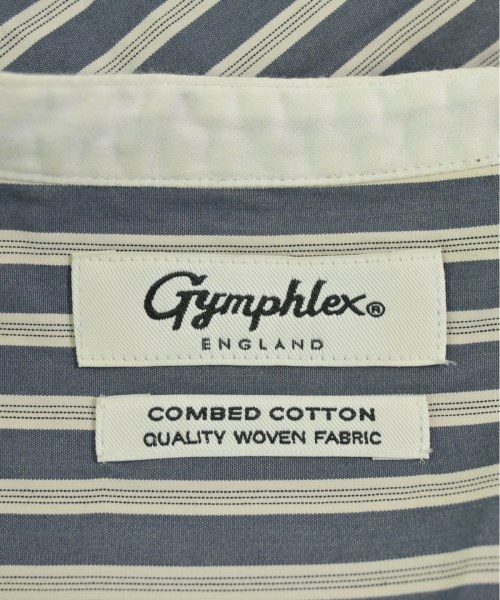 Gymphlex®
ENGLAND
COMBED COTTON
QUALITY WOVEN FABRIC